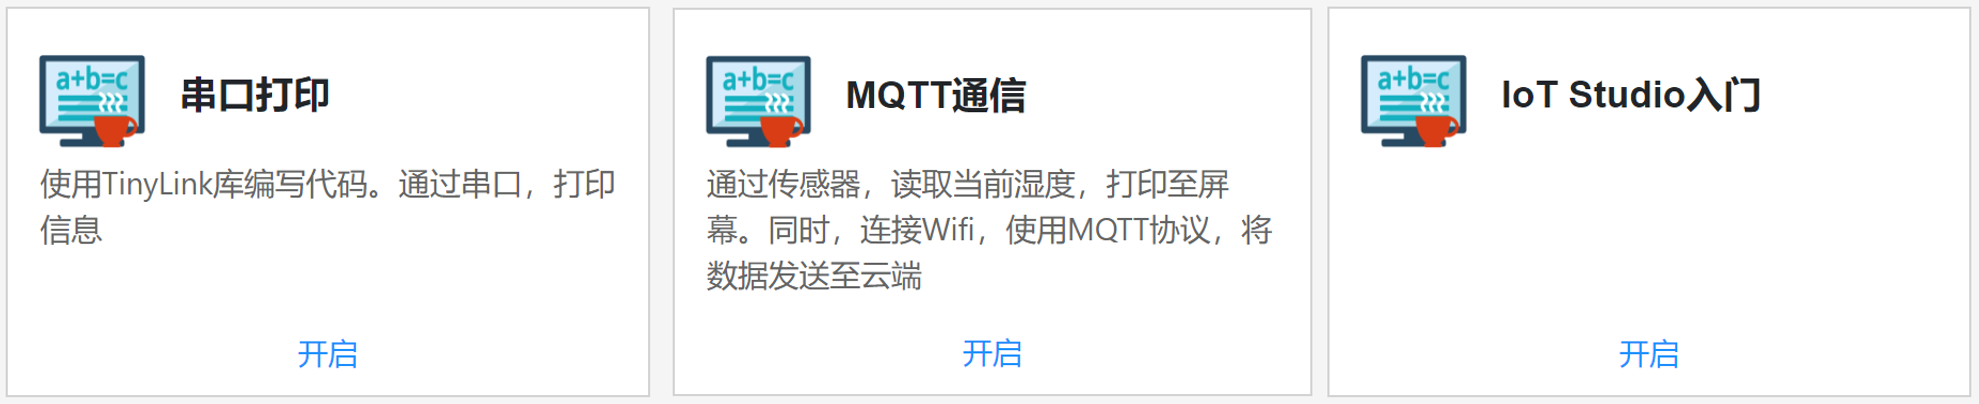 a+b=c
串口打印
使用TinyLink库编写代码。通过串口，打印
信息
开启
a+b=c
MQTT通信
通过传感器，读取当前湿度，打印至屏
幕。同时，连接Wifi，使用MQTT协议，将
数据发送至云端
开启
a+b=c
IoT Studio入门
开启